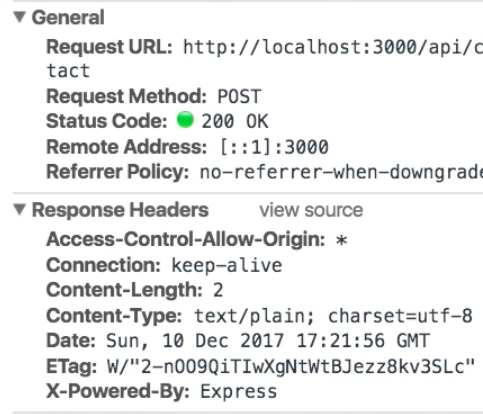 General
Request URL: http://localhost:3000/api/c
tact
Request Method: POST
Status Code: 200 OK
Remote Address: [::1]:3000
Referrer Policy: no-referrer-when-downgrade
Response Headers view source
Access-Control-Allow-Origin: *
Connection: keep-alive
Content-Length: 2
Content-Type: text/plain; charset=utf-8
Date: Sun, 10 Dec 2017 17:21:56 GMT
ETag: W/"2-nOO9QiTIwXgNtWtBJezz8kv3SLc"
X-Powered-By: Express